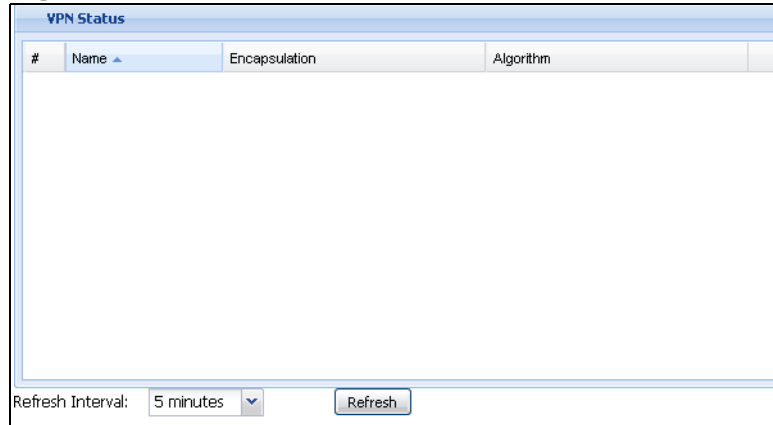 VPN Status
# Name Encapsulation Algorithm
Refresh Interval: 5 minutes Refresh